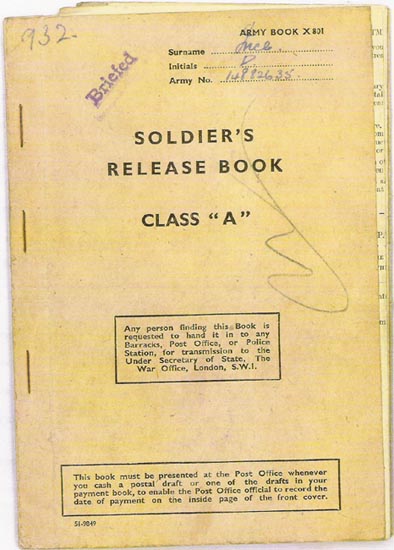 932.
ARMY BOOK X 801
Surname
Initials D.
Army No. 14882635
Briefed
SOLDIER'S
RELEASE BOOK
CLASS "A"
Any person finding this Book is
requested to hand it in to any
Barracks, Post Office, or Police
Station, for transmission to the
Under Secretary of State, The
War Office, London, S.W.1.
This book must be presented at the Post Office whenever
you cash a postal draft or one of the drafts in your
payment book, to enable the Post Office official to record the
date of payment on the inside page of the front cover.
51-9849